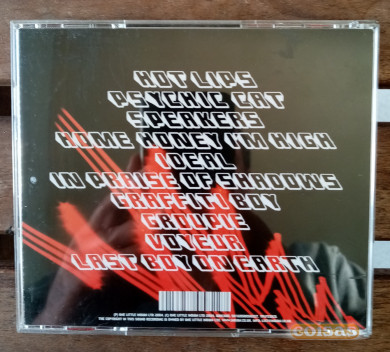 HOT LIPS
PSYCHIC CAT
SPEAKERS
HOME HONEY I'M HIGH
IDEAL
IN PRAISE OF SHADOWS
GRAFFITI BOY
GROUPIE
VOYEUR
LAST BOY ON EARTH